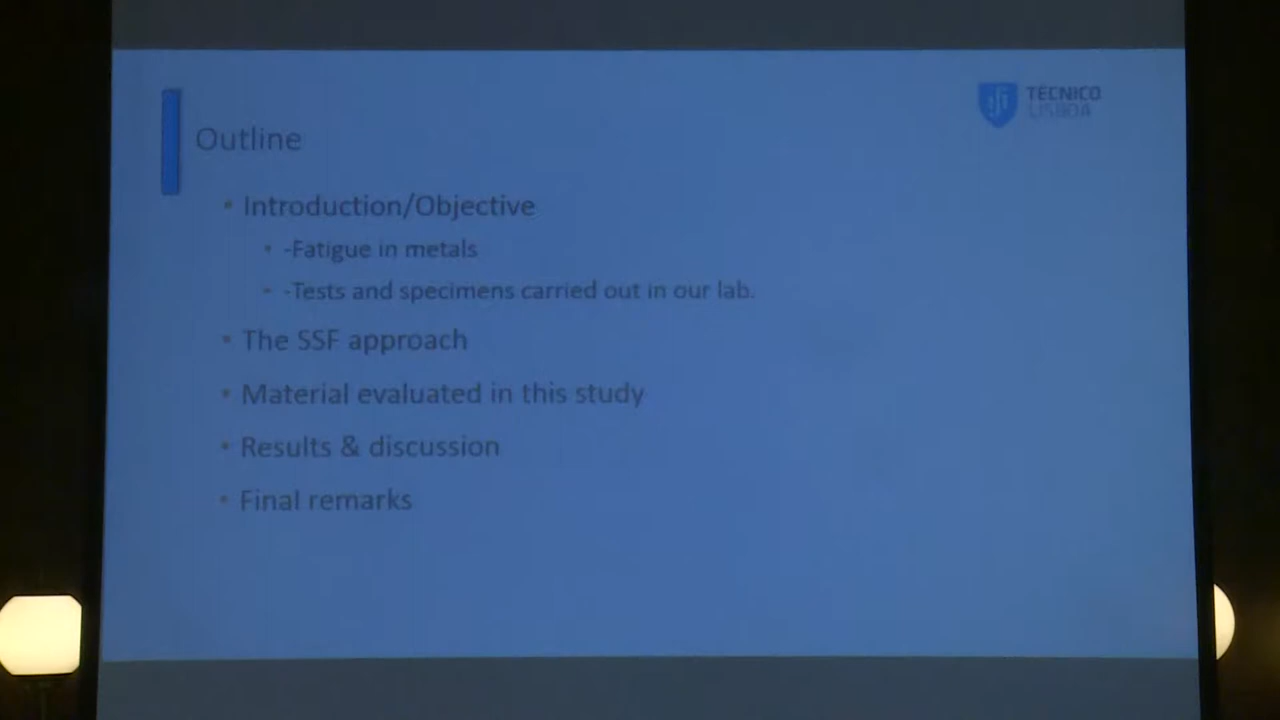 TÉCNICO
LISBOA
Outline
• Introduction/Objective
• -Fatigue in metals
• -Tests and specimens carried out in our lab.
• The SSF approach
• Material evaluated in this study
• Results & discussion
• Final remarks